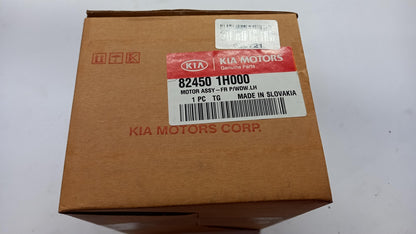 KIA
KIA MOTORS
Genuine Parts
82450 1H000
MOTOR ASSY-FR P/WDW.LH
1 PC TG MADE IN SLOVAKIA
KIA MOTORS CORP.